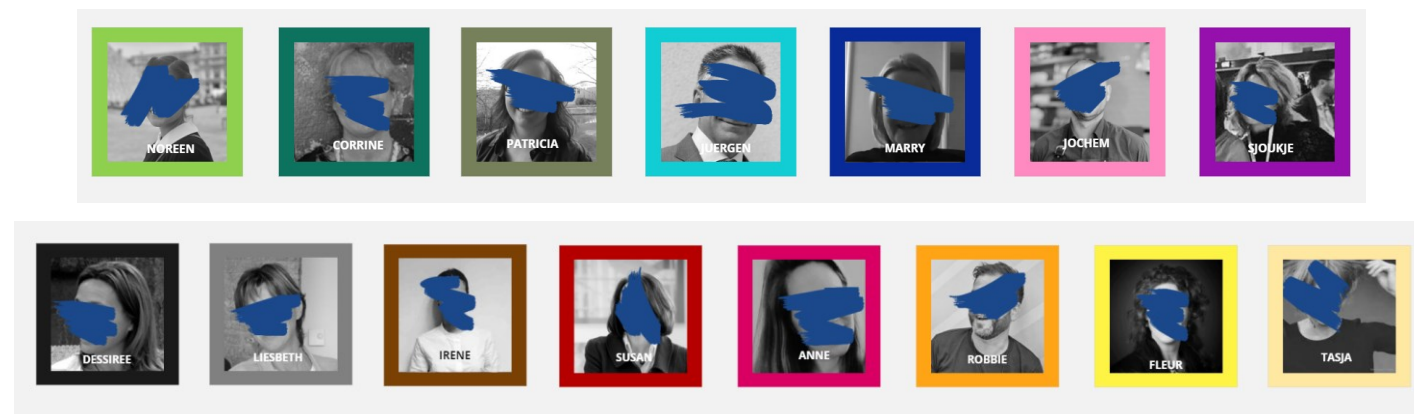 NOREEN
CORRINE
PATRICIA
JUERGEN
MARRY
JOCHEM
SJOUKJE
DESSIREE
LIESBETH
IRENE
SUSAN
ANNE
ROBBIE
FLEUR
TASJA